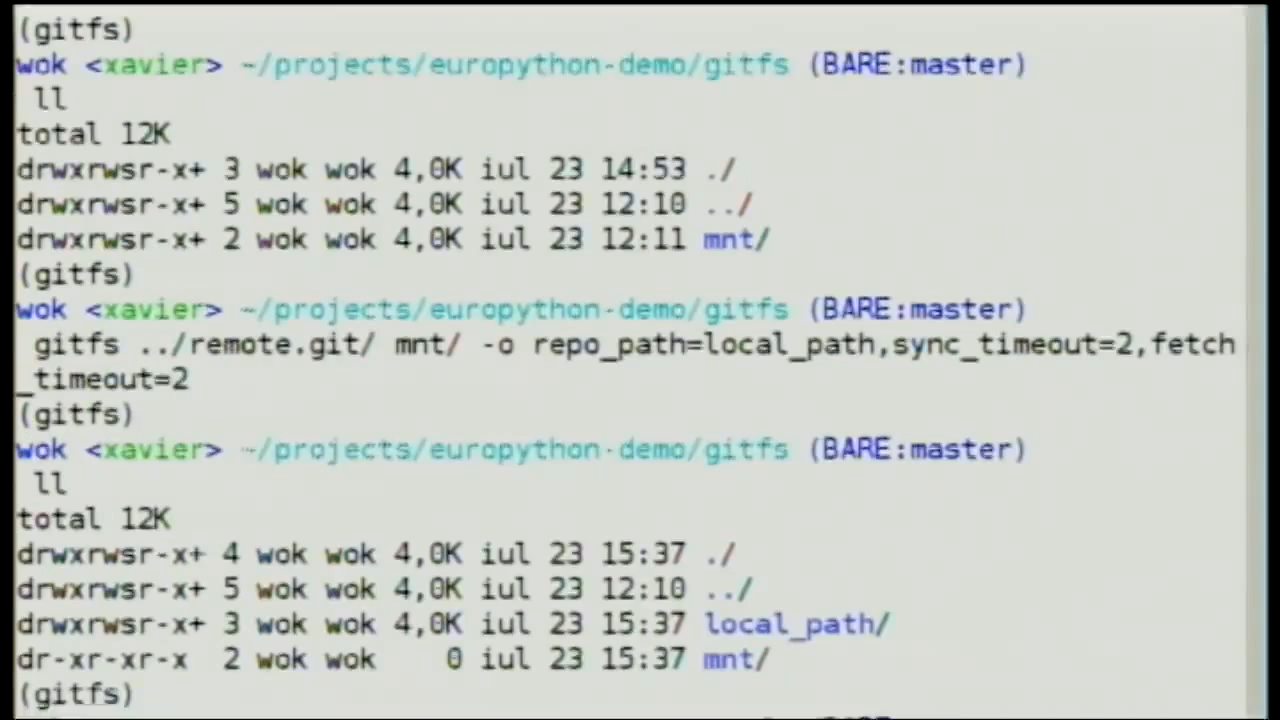 (gitfs)
wok <xavier> ~/projects/europython-demo/gitfs (BARE:master)
ll
total 12K
drwxrwsr-x+ 3 wok wok 4,0K iul 23 14:53 ./
drwxrwsr-x+ 5 wok wok 4,0K iul 23 12:10 ../
drwxrwsr-x+ 2 wok wok 4,0K iul 23 12:11 mnt/
(gitfs)
wok <xavier> ~/projects/europython-demo/gitfs (BARE:master)
gitfs ../remote.git/ mnt/ -o repo_path=local_path,sync_timeout=2,fetch
_timeout=2
(gitfs)
wok <xavier> ~/projects/europython-demo/gitfs (BARE:master)
ll
total 12K
drwxrwsr-x+ 4 wok wok 4,0K iul 23 15:37 ./
drwxrwsr-x+ 5 wok wok 4,0K iul 23 12:10 ../
drwxrwsr-x+ 3 wok wok 4,0K iul 23 15:37 local_path/
dr-xr-xr-x  2 wok wok    0 iul 23 15:37 mnt/
(gitfs)